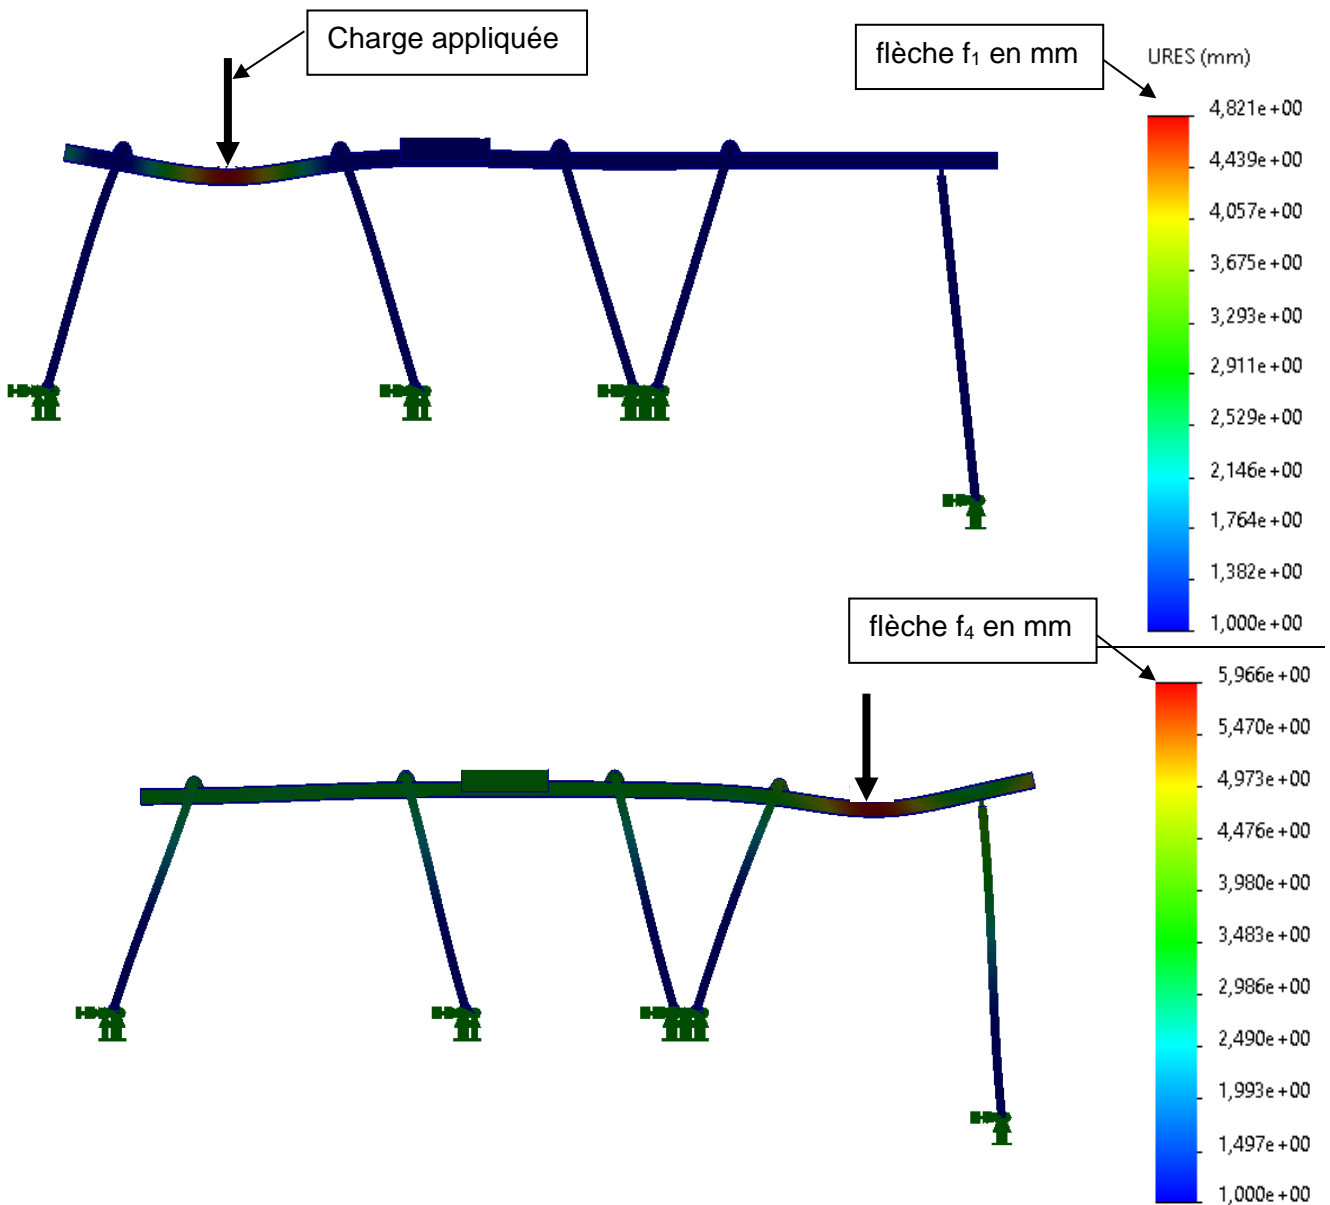 Charge appliquée
flèche f₁ en mm
URES (mm)
4,821e+00
4,439e+00
4,057e+00
3,675e+00
3,293e+00
2,911e+00
2,529e+00
2,146e+00
1,764e+00
1,382e+00
1,000e+00
flèche f₄ en mm
5,966e+00
5,470e+00
4,973e+00
4,476e+00
3,980e+00
3,483e+00
2,986e+00
2,490e+00
1,993e+00
1,497e+00
1,000e+00